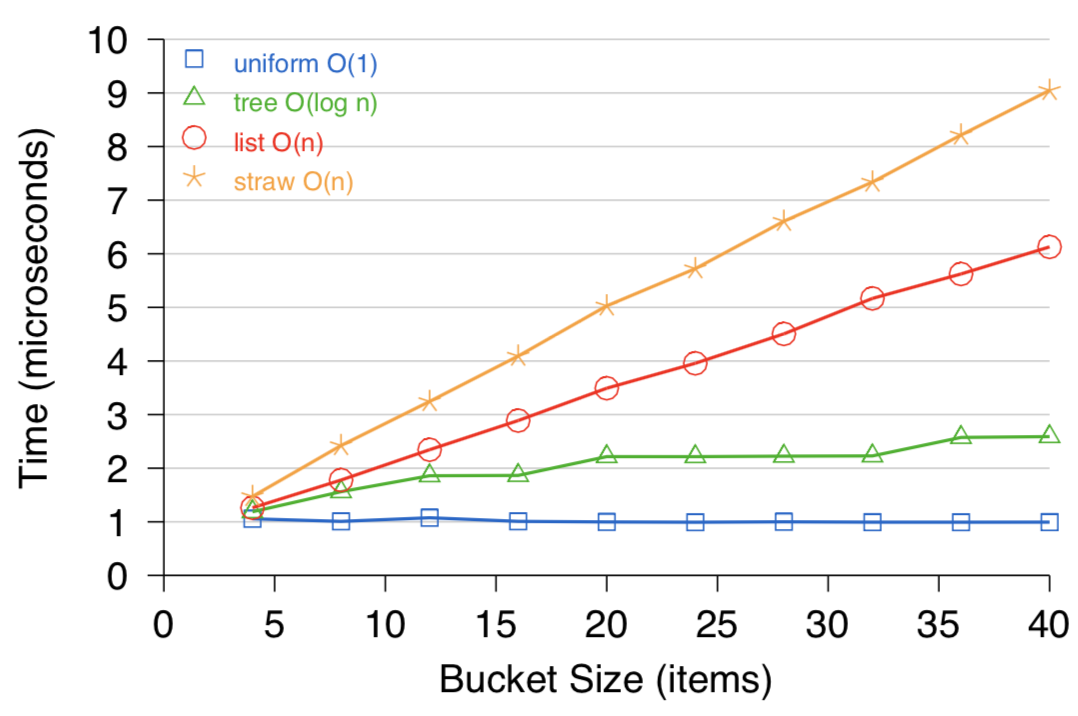 10
9
8
7
6
5
4
3
2
1
0
Time (microseconds)
uniform O(1)
tree O(log n)
list O(n)
straw O(n)
0 5 10 15 20 25 30 35 40
Bucket Size (items)